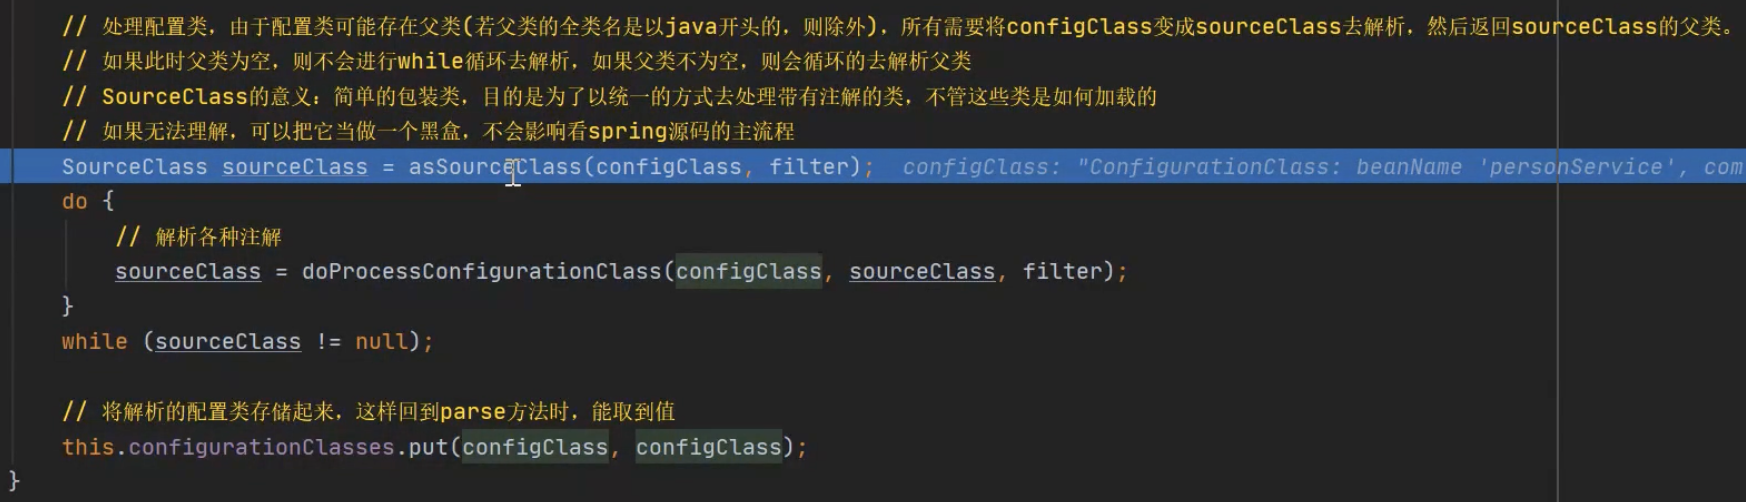 // 处理配置类，由于配置类可能存在父类(若父类的全类名是以java开头的，则除外)，所有需要将configClass变成sourceClass去解析，然后返回sourceClass的父类。
// 如果此时父类为空，则不会进行while循环去解析，如果父类不为空，则会循环的去解析父类
// SourceClass的意义：简单的包装类，目的是为了以统一的方式去处理带有注解的类，不管这些类是如何加载的
// 如果无法理解，可以把它当做一个黑盒，不会影响看spring源码的主流程
SourceClass sourceClass = asSourceClass(configClass, filter);  configClass: "ConfigurationClass: beanName 'personService', com
do {
// 解析各种注解
sourceClass = doProcessConfigurationClass(configClass, sourceClass, filter);
}
while (sourceClass != null);
// 将解析的配置类存储起来，这样回到parse方法时，能取到值
this.configurationClasses.put(configClass, configClass);
}